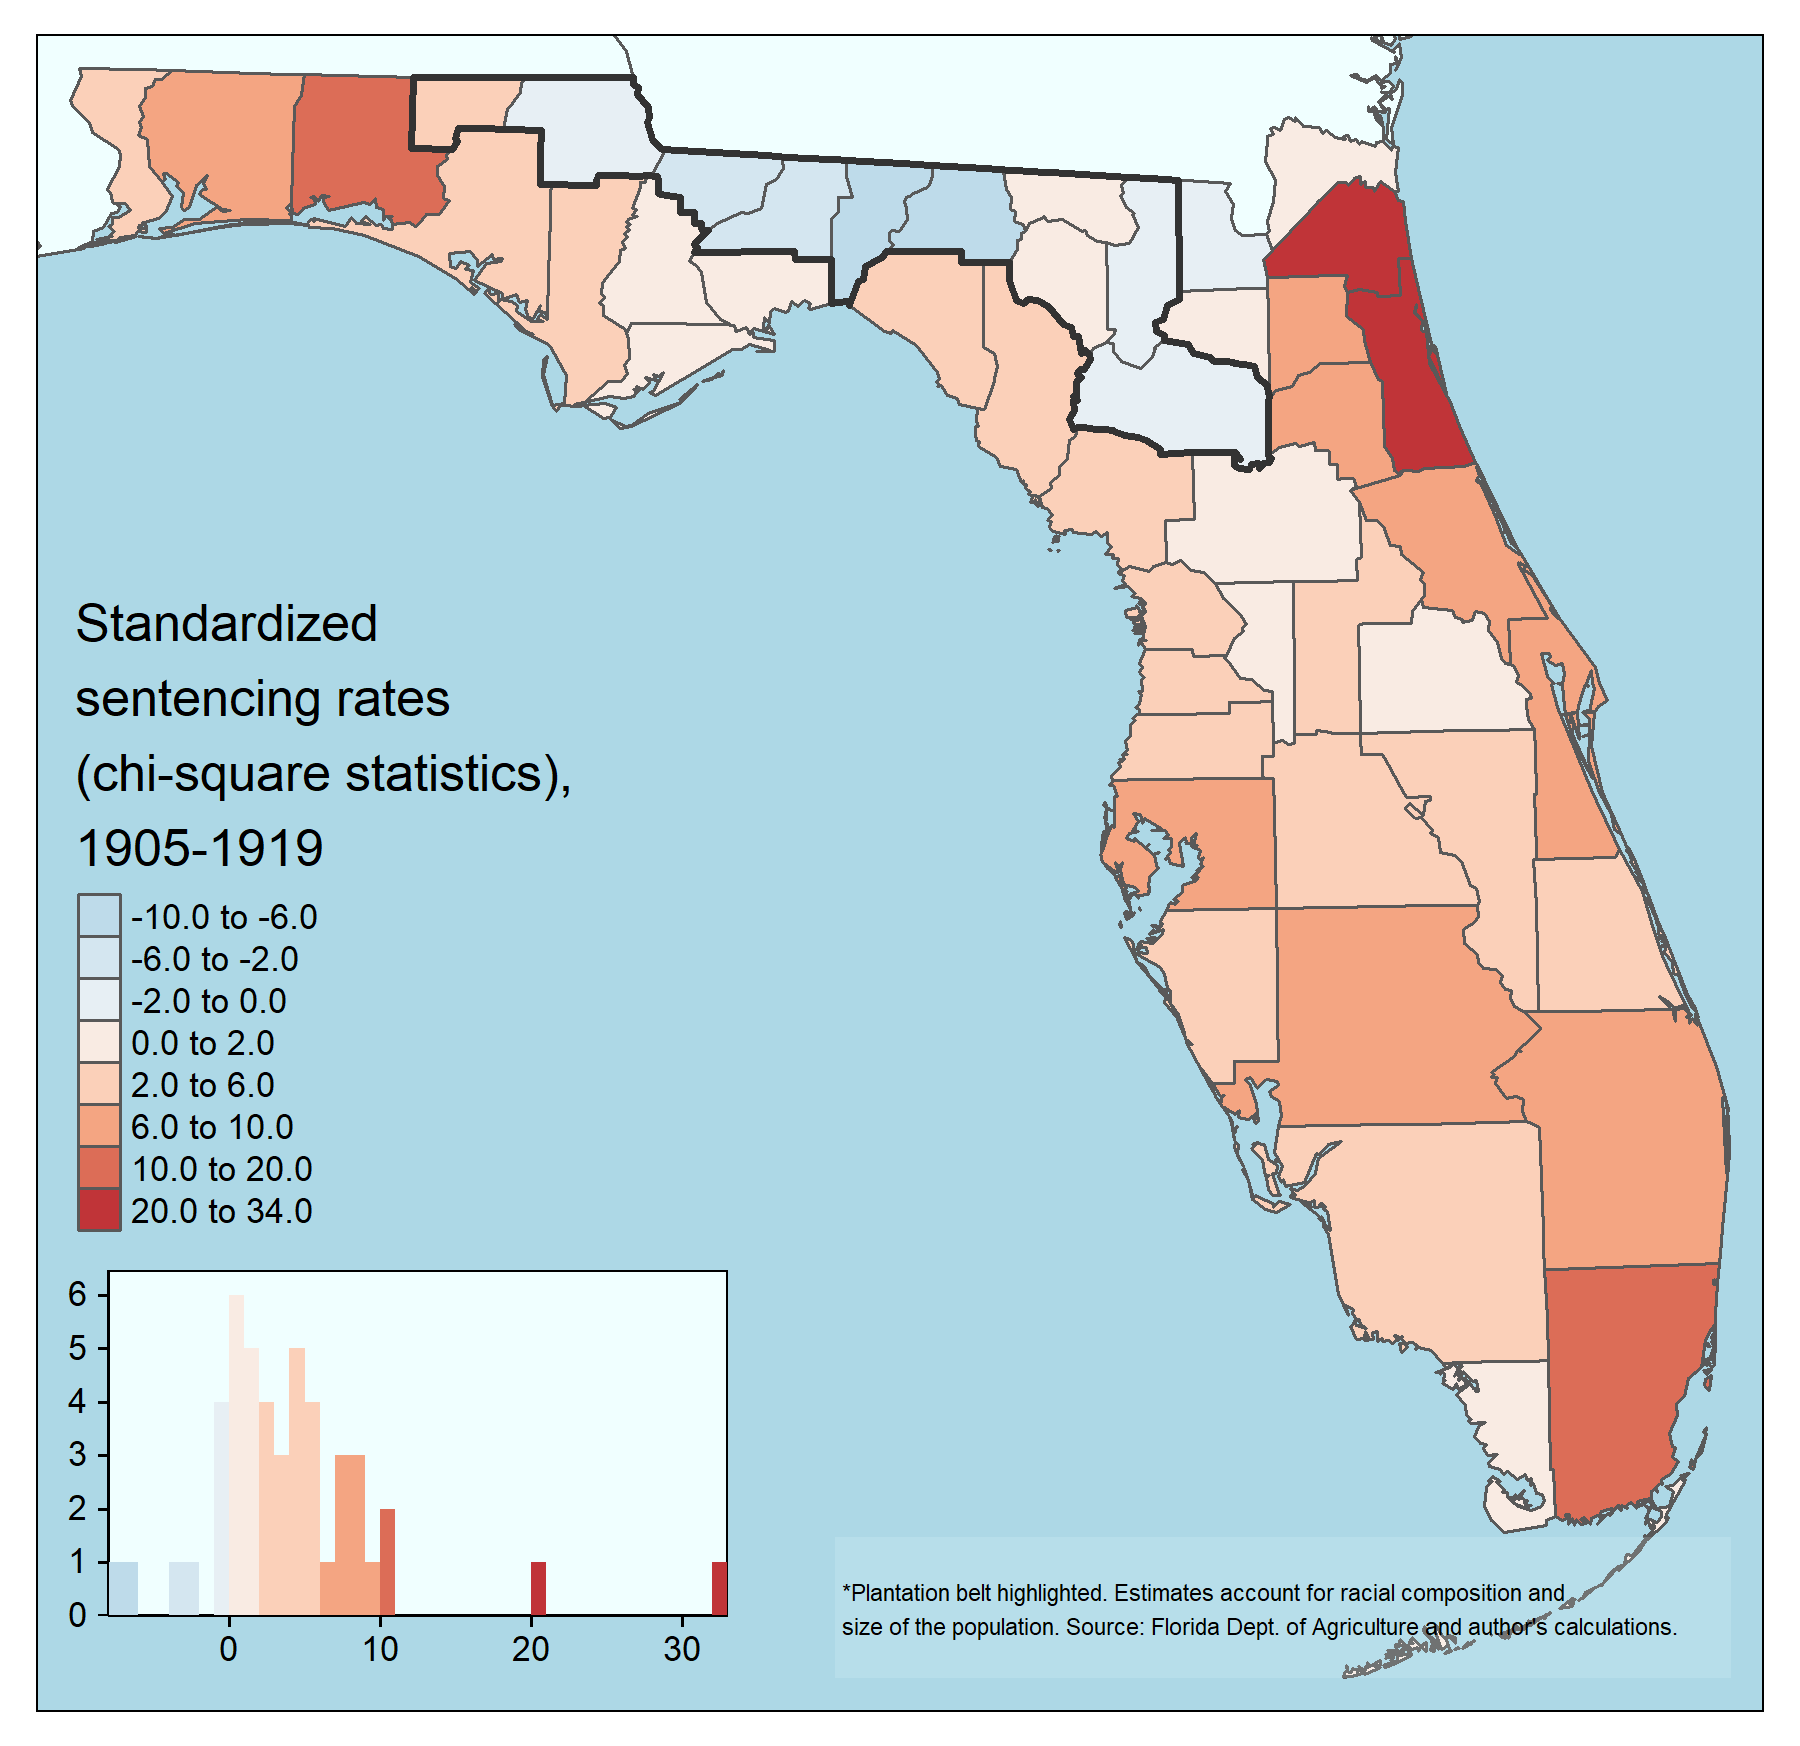 Standardized
sentencing rates
(chi-square statistics),
1905-1919
-10.0 to -6.0
-6.0 to -2.0
-2.0 to 0.0
0.0 to 2.0
2.0 to 6.0
6.0 to 10.0
10.0 to 20.0
20.0 to 34.0
6
5
4
3
2
1
0
0 10 20 30
*Plantation belt highlighted. Estimates account for racial composition and
size of the population. Source: Florida Dept. of Agriculture and author's calculations.